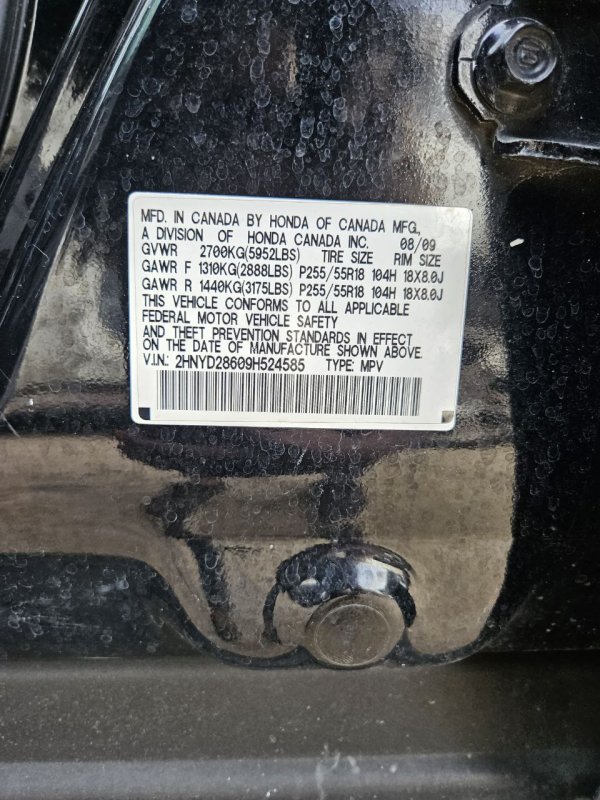 MFD. IN CANADA BY HONDA OF CANADA MFG.,
A DIVISION OF HONDA CANADA INC. 08/09
GVWR 2700KG(5952LBS) TIRE SIZE RIM SIZE
GAWR F 1310KG(2888LBS) P255/55R18 104H 18X8.0J
GAWR R 1440KG(3175LBS) P255/55R18 104H 18X8.0J
THIS VEHICLE CONFORMS TO ALL APPLICABLE
FEDERAL MOTOR VEHICLE SAFETY
AND THEFT PREVENTION STANDARDS IN EFFECT
ON THE DATE OF MANUFACTURE SHOWN ABOVE.
V.I.N.: 2HNYD28609H524585 TYPE: MPV